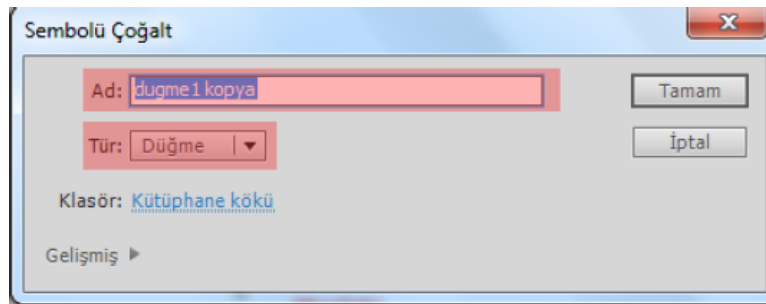 Sembolü Çoğalt
Ad: dugme1 kopya
Tamam
Tür: Düğme
İptal
Klasör: Kütüphane kökü
Gelişmiş